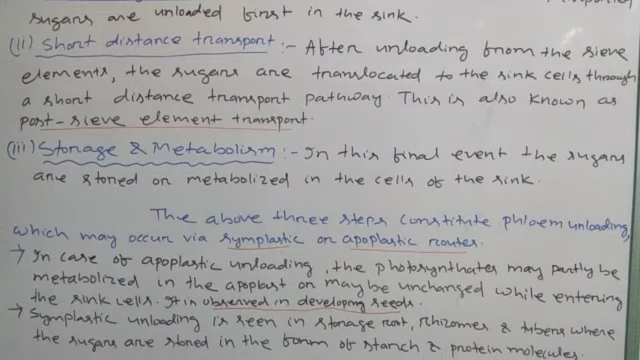 sugars are unloaded first in the sink.
(ii) Short distance transport :- After unloading from the sieve
elements, the sugars are translocated to the sink cells through
a short distance transport pathway. This is also known as
post-sieve element transport.
(iii) Storage & Metabolism :- In this final event the sugars
are stored or metabolized in the cells of the sink.
The above three steps constitute phloem unloading,
which may occur via symplastic or apoplastic routes.
→ In case of apoplastic unloading, the photosynthates may partly be
metabolized in the apoplast or may be unchanged while entering
the sink cells. It is observed in developing seeds.
→ Symplastic unloading is seen in storage root, rhizomes & tubers where
the sugars are stored in the form of starch & protein molecules.